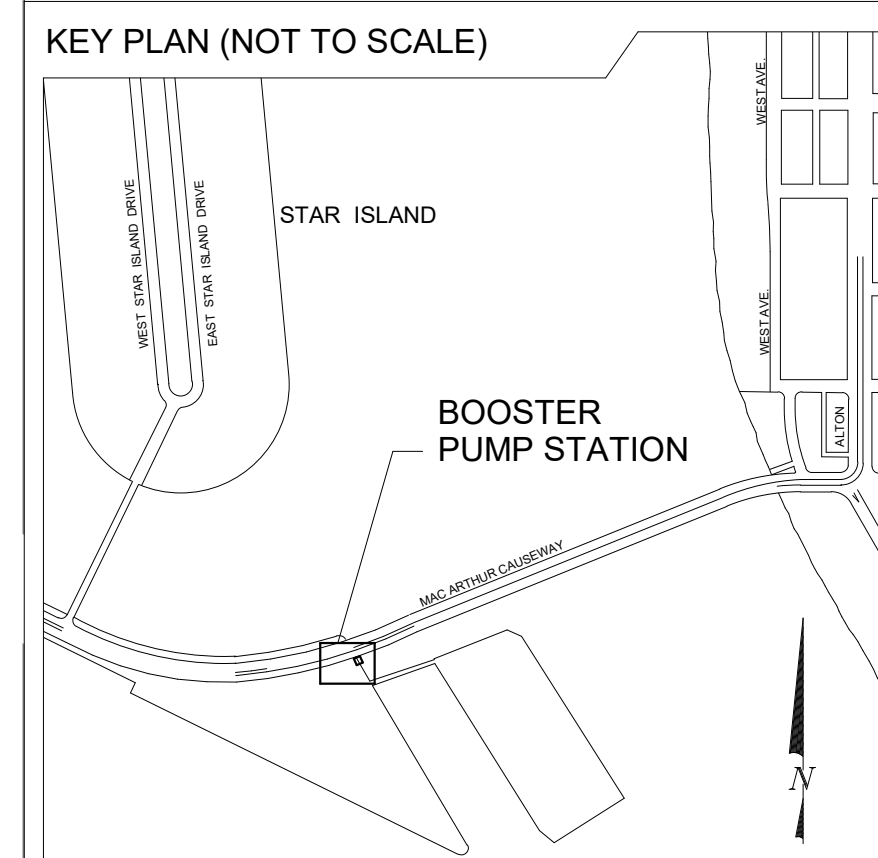 KEY PLAN (NOT TO SCALE)
WEST AVE.
WEST STAR ISLAND DRIVE
EAST STAR ISLAND DRIVE
STAR ISLAND
WEST AVE.
BOOSTER
PUMP STATION
ALTON
MAC ARTHUR CAUSEWAY
N